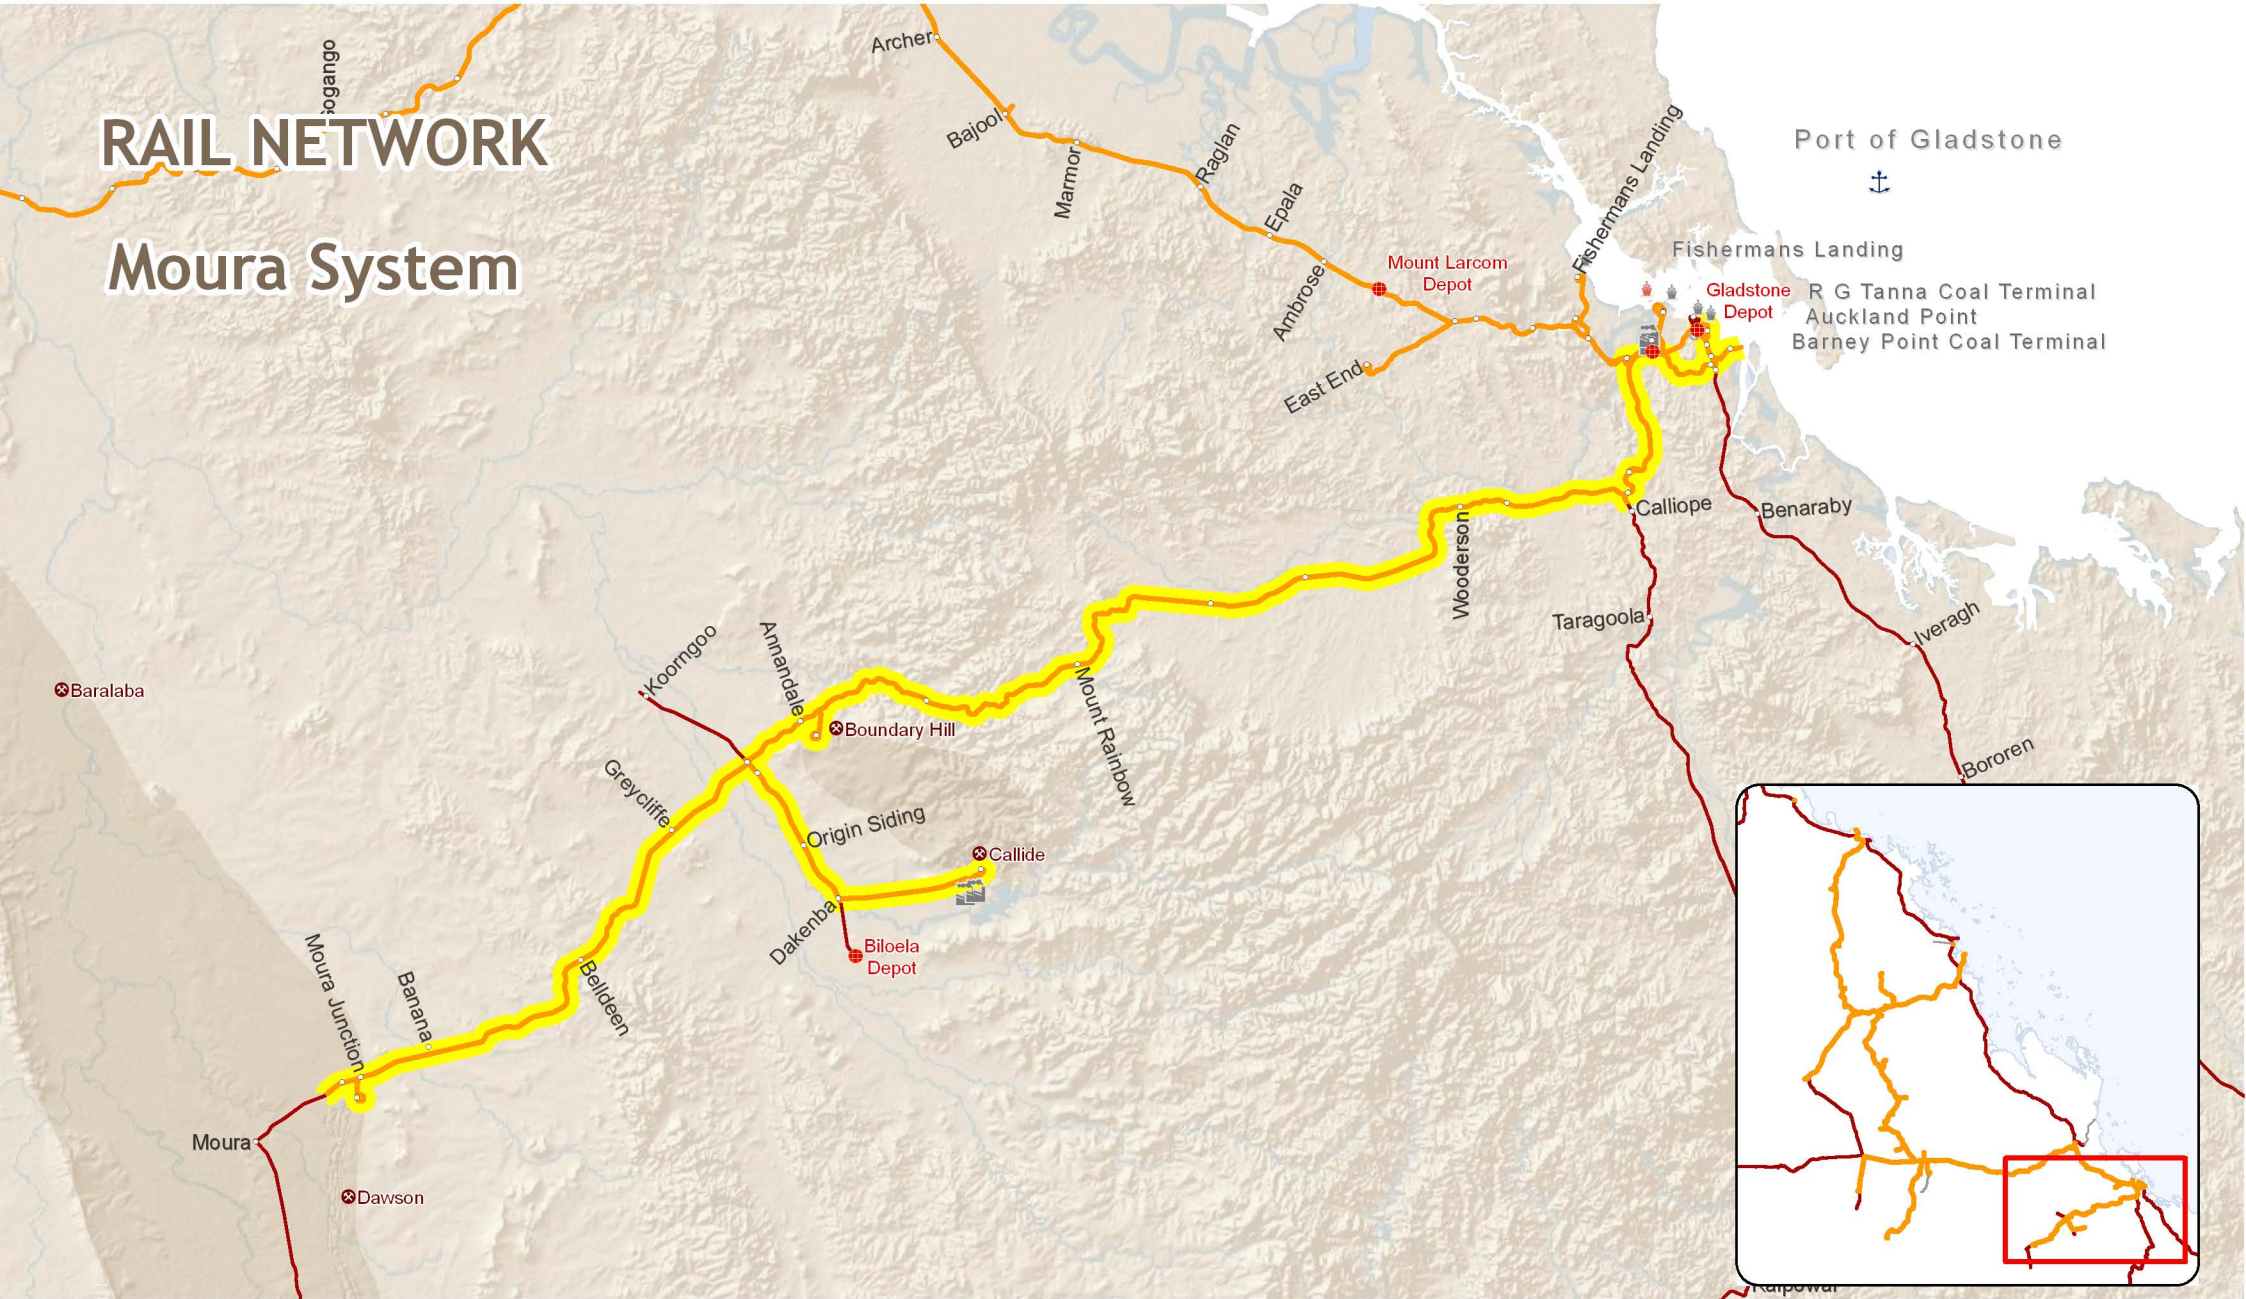 RAIL NETWORK
Moura System
Archer
Bajool
Marmor
Raglan
Epala
Ambrose
Mount Larcom
Depot
East End
Fishermans Landing
Port of Gladstone
Fishermans Landing
Gladstone
Depot
R G Tanna Coal Terminal
Auckland Point
Barney Point Coal Terminal
Calliope
Benaraby
Wooderson
Taragoola
Iveragh
Bororen
Baralaba
Koorngoo
Annandale
Boundary Hill
Mount Rainbow
Greycliffe
Origin Siding
Callide
Dakenba
Biloela
Depot
Belldeen
Banana
Moura Junction
Moura
Dawson